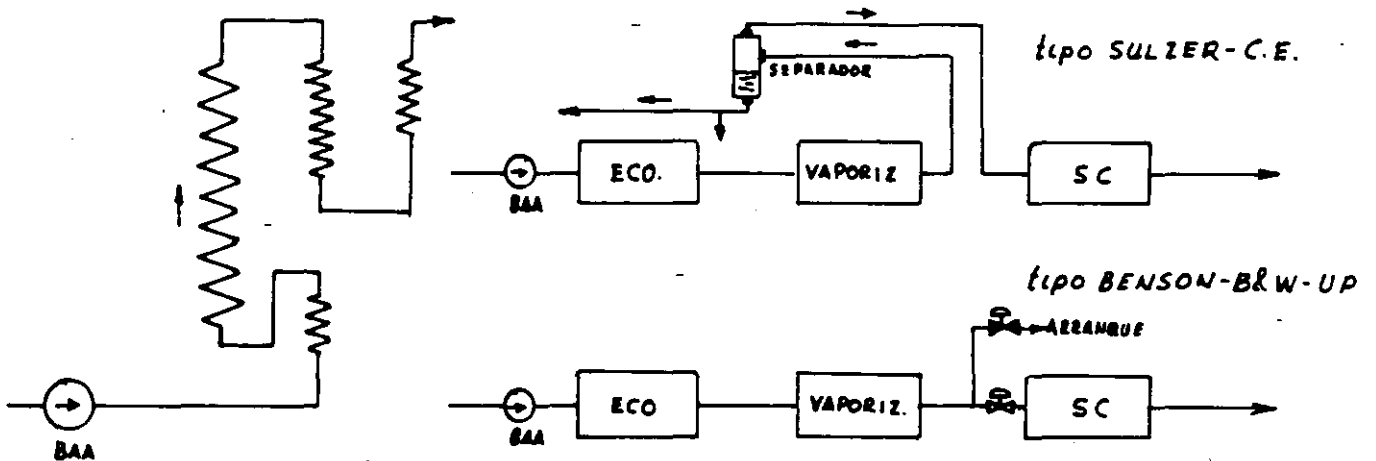 tipo SULZER-C.E.
SEPARADOR
BAA
ECO.
VAPORIZ
SC
tipo BENSON-B&W-UP
ARRANQUE
BAA
BAA
ECO
VAPORIZ.
SC